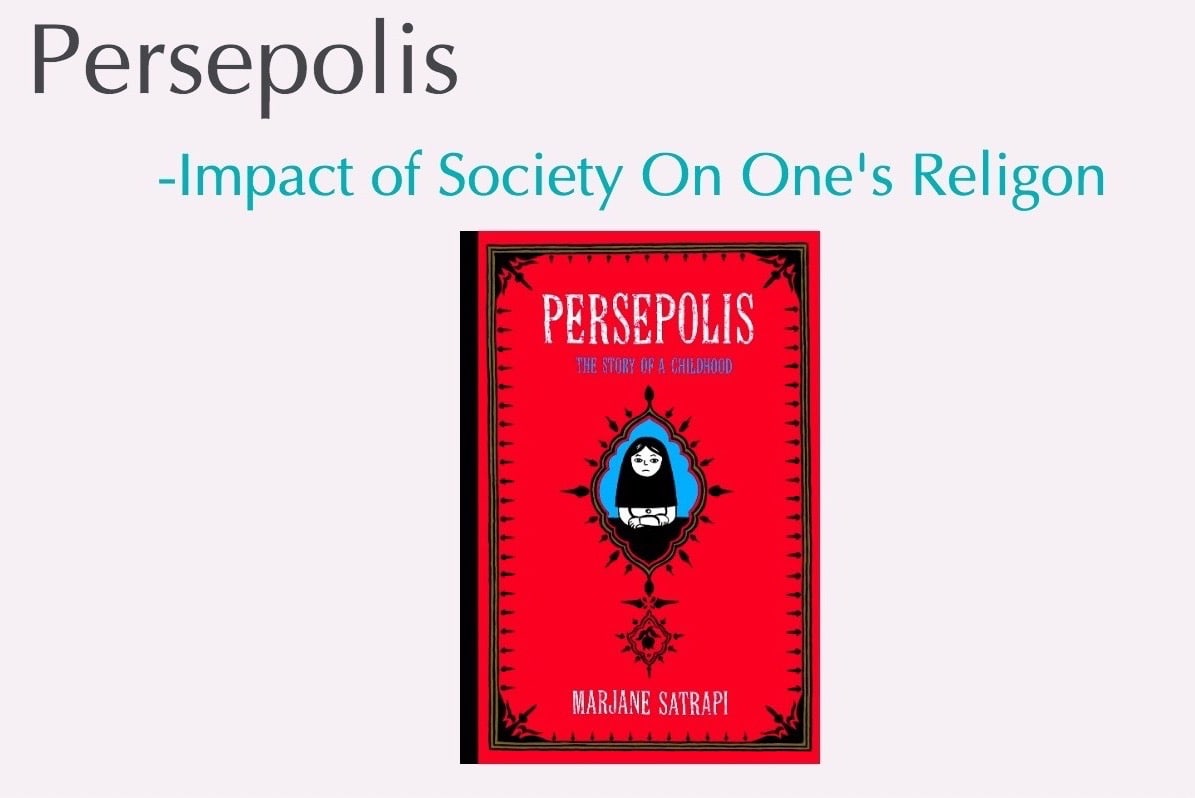 Persepolis
-Impact of Society On One's Religon
PERSEPOLIS
THE STORY OF A CHILDHOOD
MARJANE SATRAPI